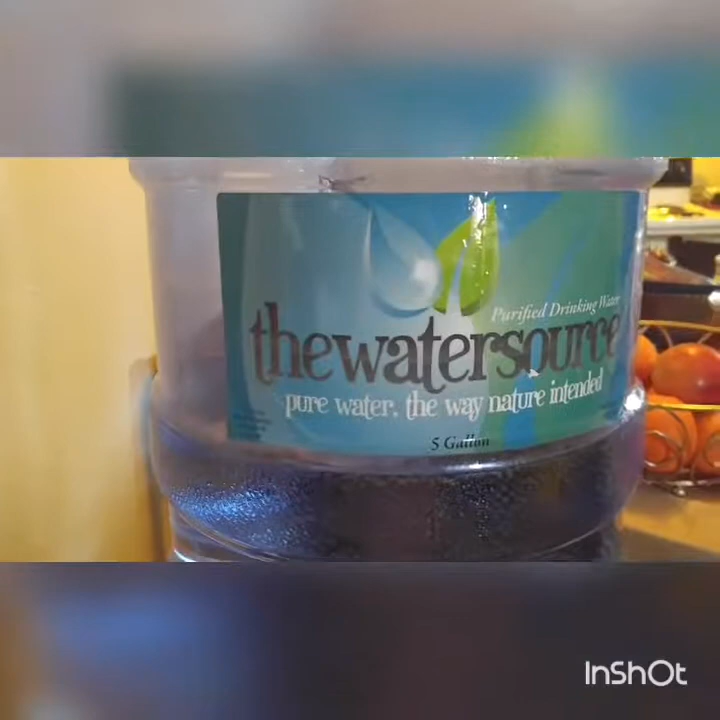 Purified Drinking Water
thewatersource
pure water, the way nature intended
5 Gallon
InShOt